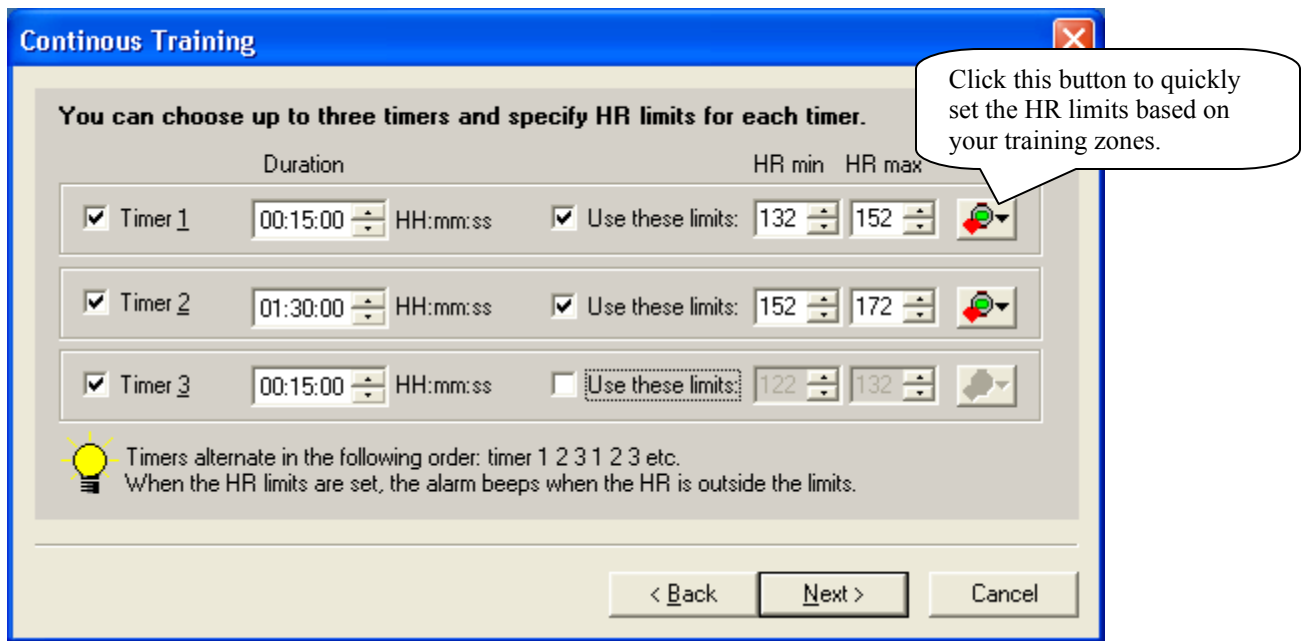 Continous Training
Click this button to quickly
set the HR limits based on
your training zones.
You can choose up to three timers and specify HR limits for each timer.
Duration HR min HR max
Timer 1 00:15:00 HH:mm:ss Use these limits: 132 152
Timer 2 01:30:00 HH:mm:ss Use these limits: 152 172
Timer 3 00:15:00 HH:mm:ss Use these limits: 122 132
Timers alternate in the following order: timer 1 2 3 1 2 3 etc.
When the HR limits are set, the alarm beeps when the HR is outside the limits.
< Back Next > Cancel